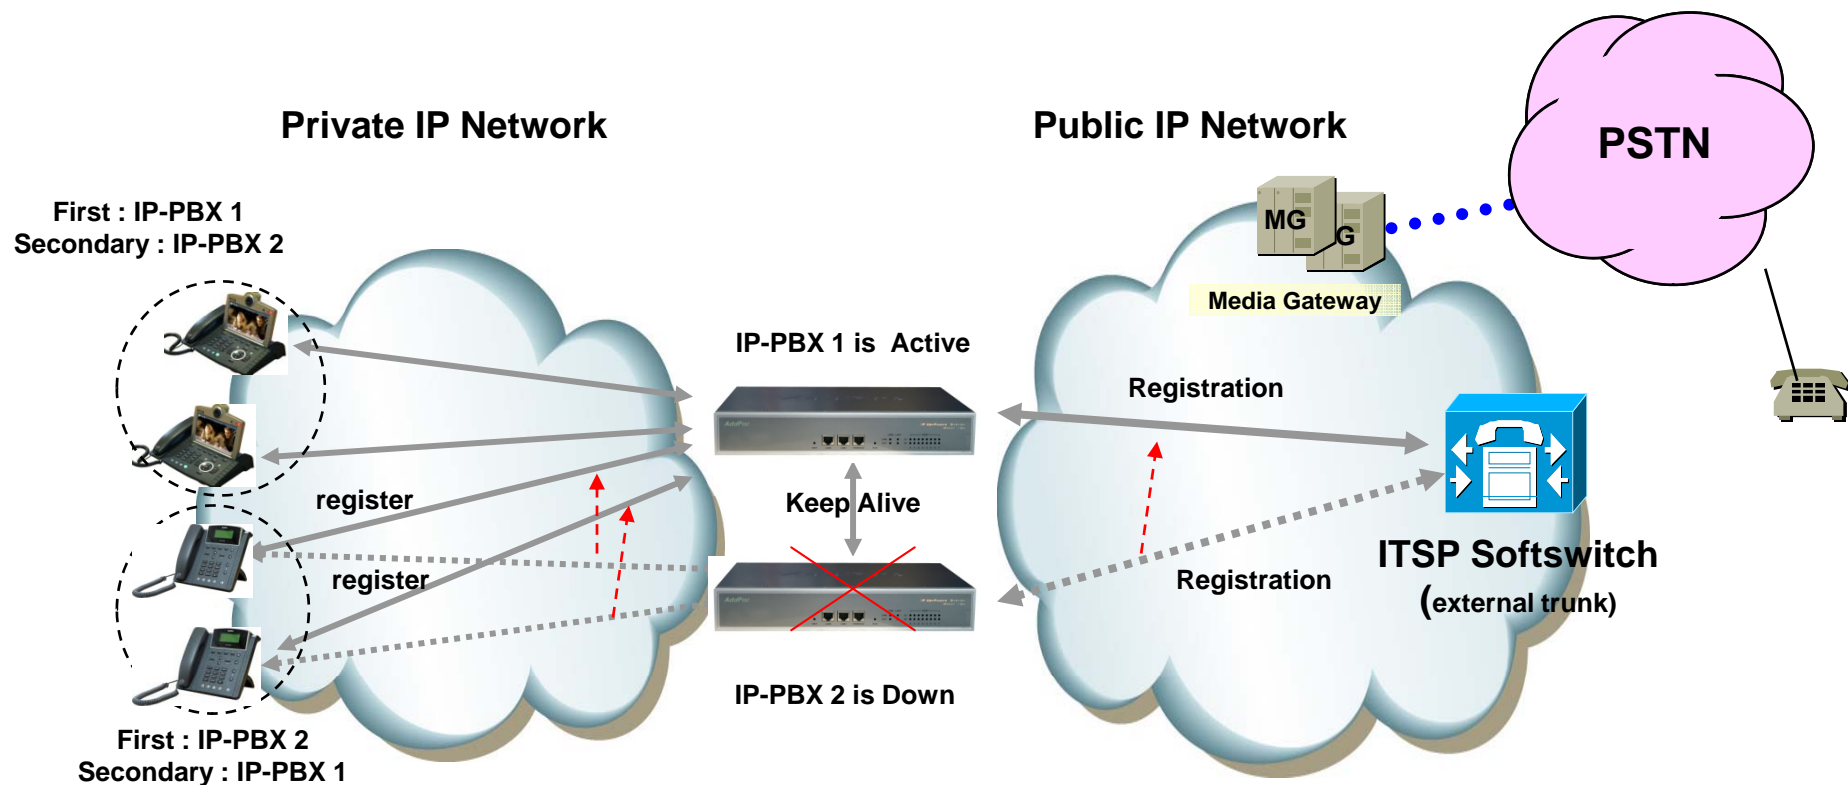 Private IP Network
Public IP Network
PSTN
First : IP-PBX 1
Secondary : IP-PBX 2
MG
G
Media Gateway
IP-PBX 1 is Active
Registration
AddPac
register
Keep Alive
register
ITSP Softswitch
Registration
(external trunk)
AddPac
IP-PBX 2 is Down
First : IP-PBX 2
Secondary : IP-PBX 1